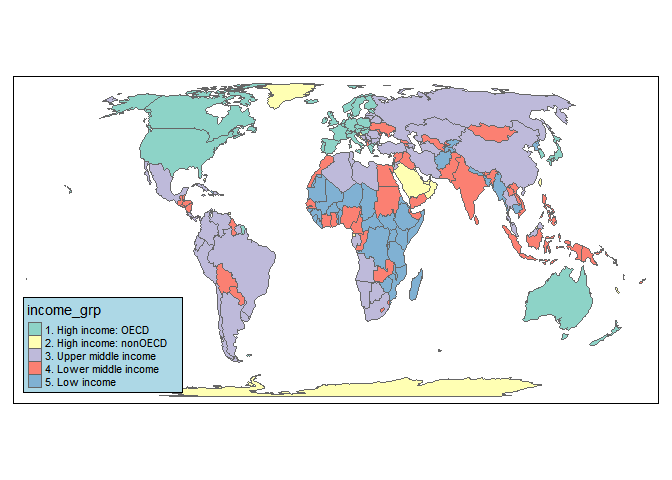 income_grp
1. High income: OECD
2. High income: nonOECD
3. Upper middle income
4. Lower middle income
5. Low income